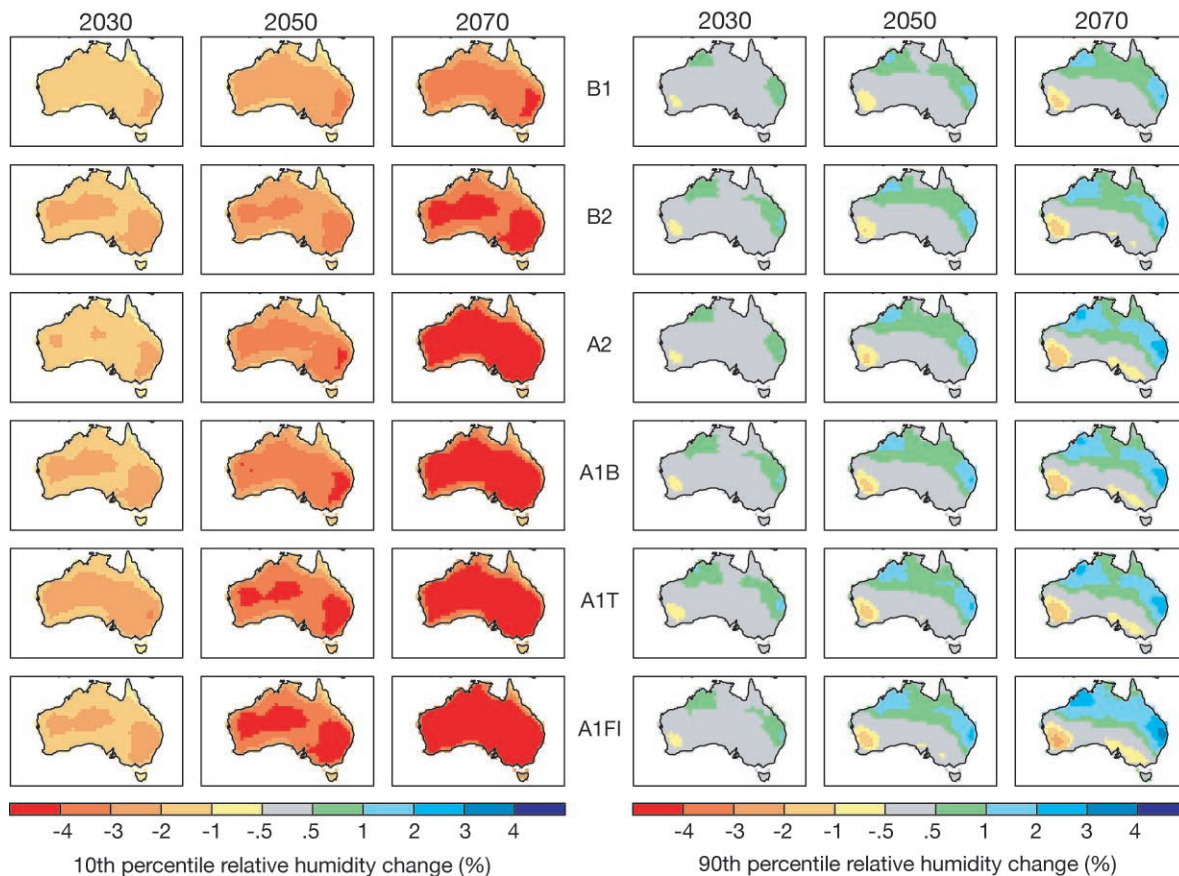 2030 2050 2070 2030 2050 2070
B1
B2
A2
A1B
A1T
A1FI
-4 -3 -2 -1 -.5 .5 1 2 3 4
-4 -3 -2 -1 -.5 .5 1 2 3 4
10th percentile relative humidity change (%)
90th percentile relative humidity change (%)